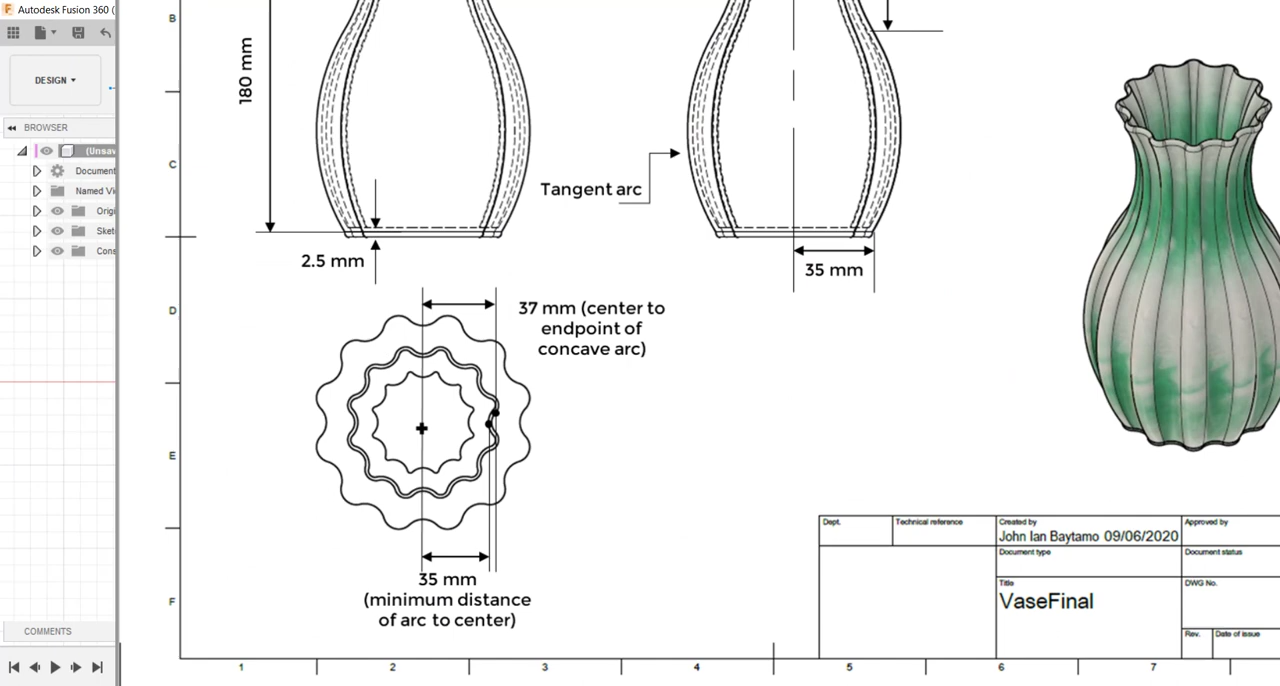 Autodesk Fusion 360 (
DESIGN
BROWSER
(Unsav
Document
Named Vi
Origi
Sket
Cons
COMMENTS
B
C
D
E
F
180 mm
Tangent arc
2.5 mm
35 mm
37 mm (center to
endpoint of
concave arc)
35 mm
(minimum distance
of arc to center)
Dept.
Technical reference
Created by
Approved by
John Ian Baytamo 09/06/2020
Document type
Document status
Title
DWG No.
VaseFinal
Rev.
Date of issue
1
2
3
4
5
6
7